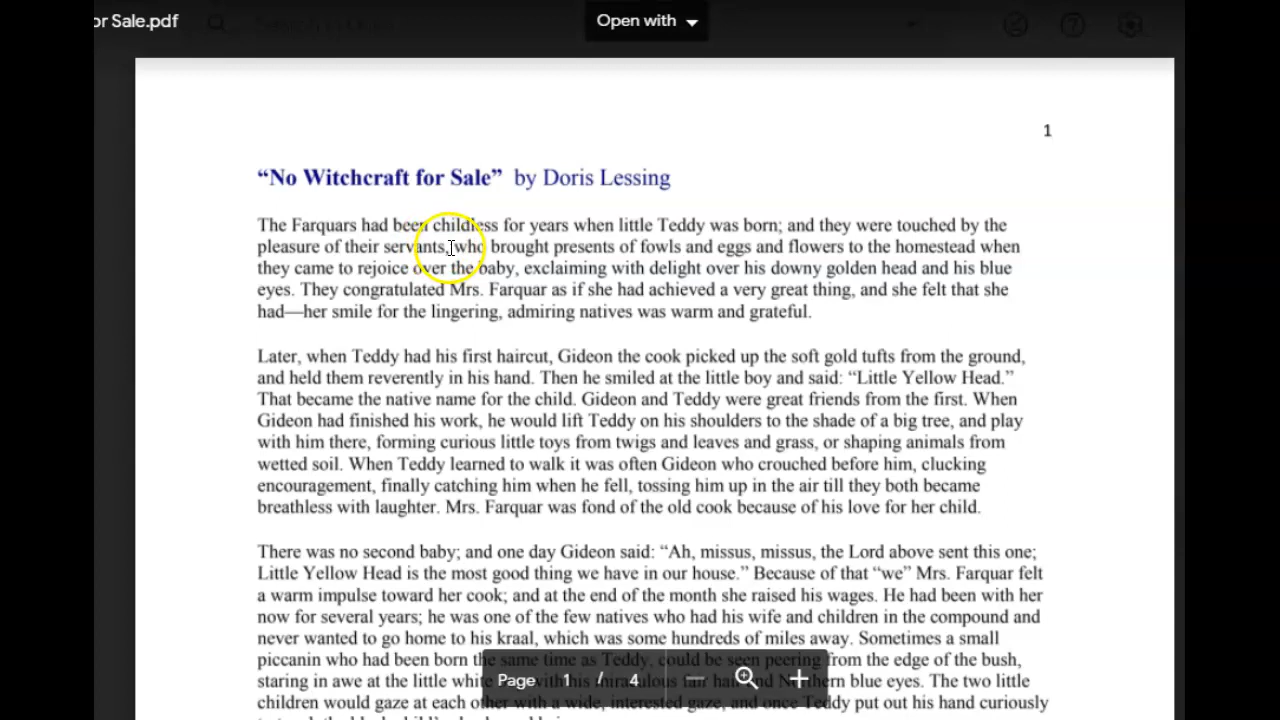 or Sale.pdf
Open with
1
“No Witchcraft for Sale” by Doris Lessing
The Farquars had been childless for years when little Teddy was born; and they were touched by the
pleasure of their servants, who brought presents of fowls and eggs and flowers to the homestead when
they came to rejoice over the baby, exclaiming with delight over his downy golden head and his blue
eyes. They congratulated Mrs. Farquar as if she had achieved a very great thing, and she felt that she
had—her smile for the lingering, admiring natives was warm and grateful.
Later, when Teddy had his first haircut, Gideon the cook picked up the soft gold tufts from the ground,
and held them reverently in his hand. Then he smiled at the little boy and said: “Little Yellow Head.”
That became the native name for the child. Gideon and Teddy were great friends from the first. When
Gideon had finished his work, he would lift Teddy on his shoulders to the shade of a big tree, and play
with him there, forming curious little toys from twigs and leaves and grass, or shaping animals from
wetted soil. When Teddy learned to walk it was often Gideon who crouched before him, clucking
encouragement, finally catching him when he fell, tossing him up in the air till they both became
breathless with laughter. Mrs. Farquar was fond of the old cook because of his love for her child.
There was no second baby; and one day Gideon said: “Ah, missus, missus, the Lord above sent this one;
Little Yellow Head is the most good thing we have in our house.” Because of that “we” Mrs. Farquar felt
a warm impulse toward her cook; and at the end of the month she raised his wages. He had been with her
now for several years; he was one of the few natives who had his wife and children in the compound and
never wanted to go home to his kraal, which was some hundreds of miles away. Sometimes a small
piccanin who had been born the same time as Teddy, could be seen peering from the edge of the bush,
staring in awe at the little white with his miraculous fair hair and Northern blue eyes. The two little
children would gaze at each other with a wide, interested gaze, and once Teddy put out his hand curiously
Page 1 / 4